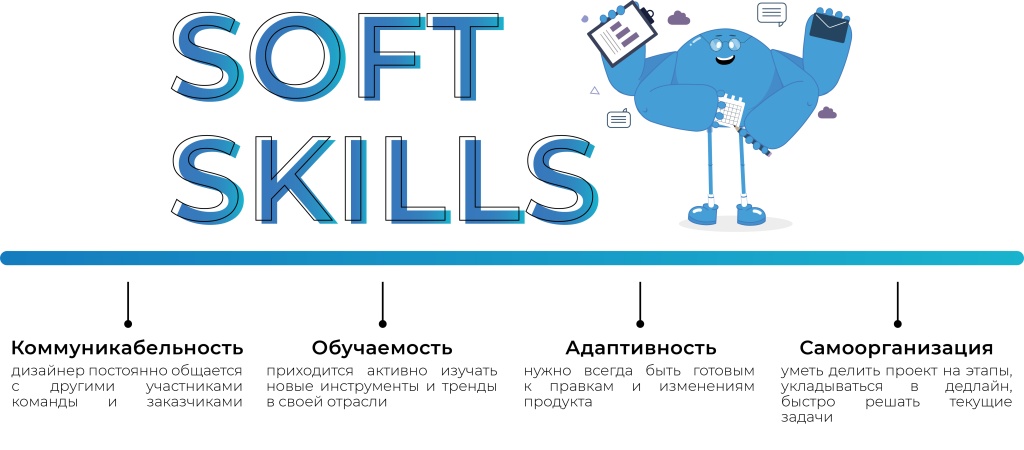 SOFT
SKILLS
Коммуникабельность
дизайнер постоянно общается
с другими участниками
команды и заказчиками
Обучаемость
приходится активно изучать
новые инструменты и тренды
в своей отрасли
Адаптивность
нужно всегда быть готовым
к правкам и изменениям
продукта
Самоорганизация
уметь делить проект на этапы,
укладываться в дедлайн,
быстро решать текущие
задачи